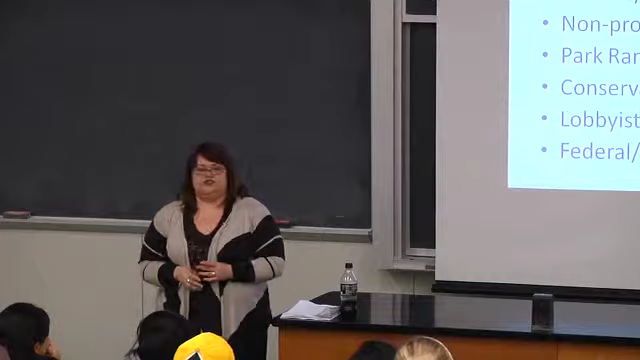 • Non-pro
• Park Ran
• Conserva
• Lobbyist
• Federal/